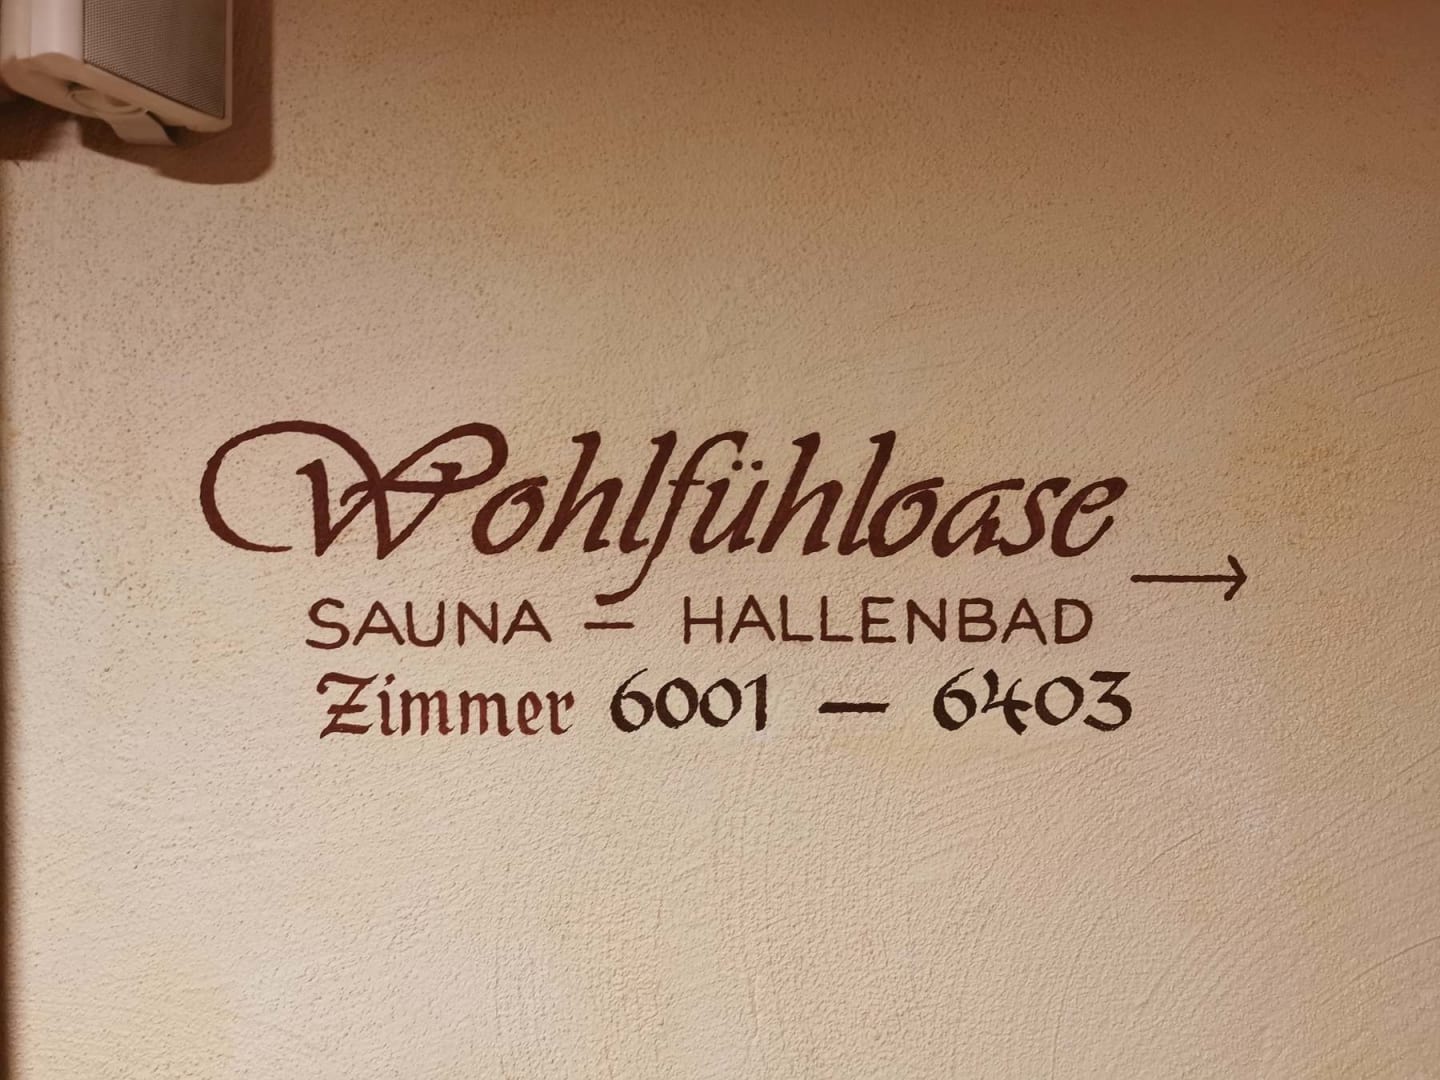 Wohlfühloase
→
SAUNA – HALLENBAD
Zimmer 6001 – 6403